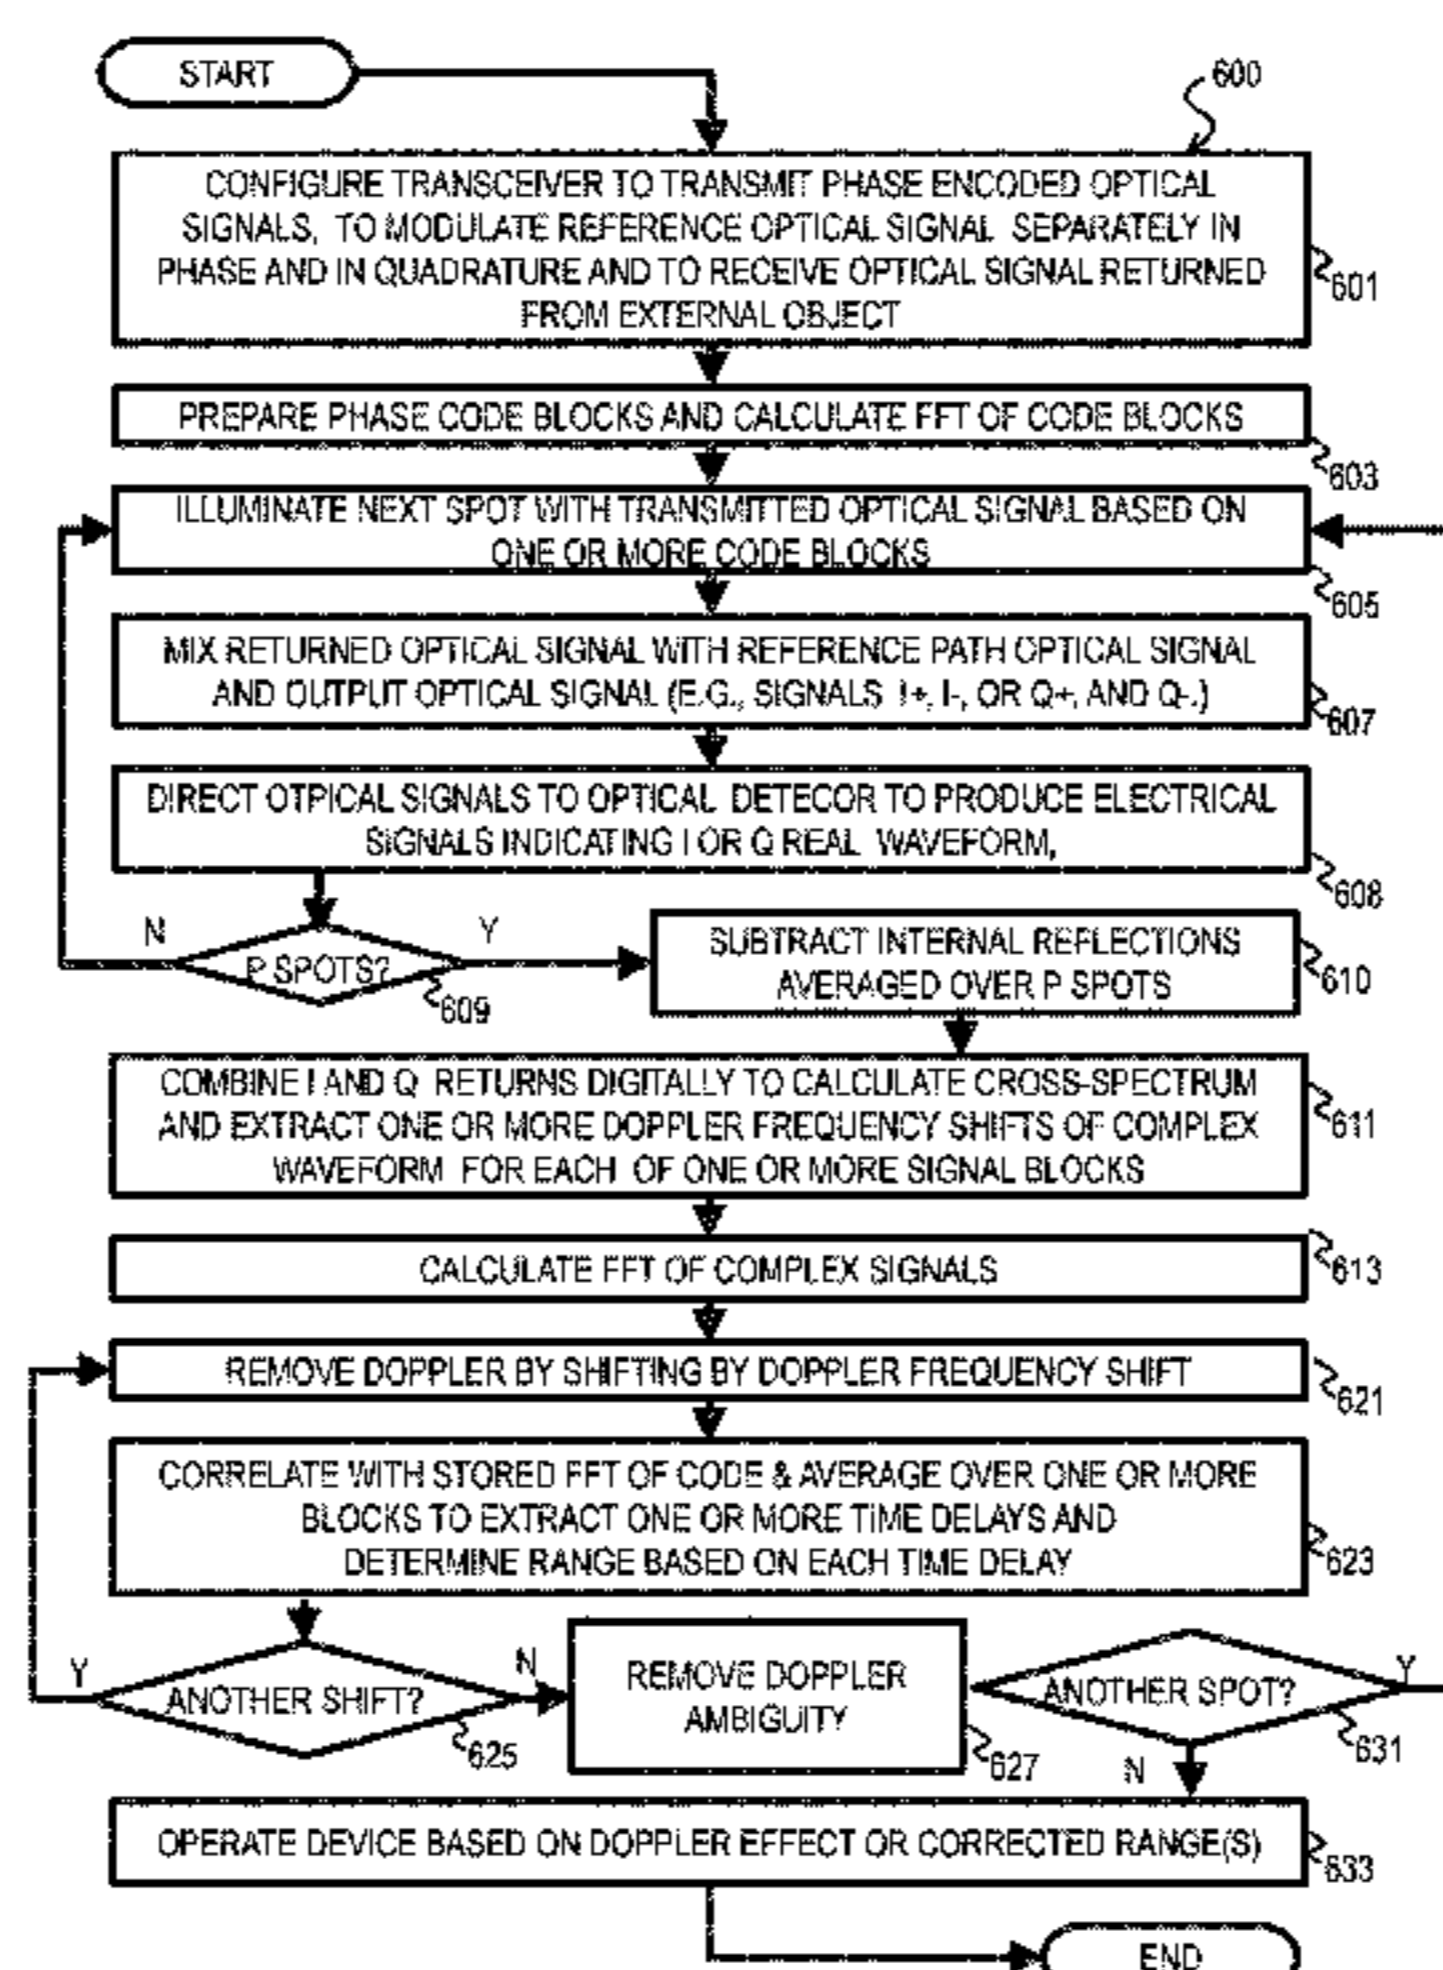 START
600
CONFIGURE TRANSCEIVER TO TRANSMIT PHASE ENCODED OPTICAL
SIGNALS, TO MODULATE REFERENCE OPTICAL SIGNAL SEPARATELY IN
PHASE AND IN QUADRATURE AND TO RECEIVE OPTICAL SIGNAL RETURNED
FROM EXTERNAL OBJECT
601
PREPARE PHASE CODE BLOCKS AND CALCULATE FFT OF CODE BLOCKS
603
ILLUMINATE NEXT SPOT WITH TRANSMITTED OPTICAL SIGNAL BASED ON
ONE OR MORE CODE BLOCKS
605
MIX RETURNED OPTICAL SIGNAL WITH REFERENCE PATH OPTICAL SIGNAL
AND OUTPUT OPTICAL SIGNAL (E.G., SIGNALS I+, I-, OR Q+, AND Q-.)
607
DIRECT OTPICAL SIGNALS TO OPTICAL DETECOR TO PRODUCE ELECTRICAL
SIGNALS INDICATING I OR Q REAL WAVEFORM,
608
N
Y
P SPOTS?
609
SUBTRACT INTERNAL REFLECTIONS
AVERAGED OVER P SPOTS
610
COMBINE I AND Q RETURNS DIGITALLY TO CALCULATE CROSS-SPECTRUM
AND EXTRACT ONE OR MORE DOPPLER FREQUENCY SHIFTS OF COMPLEX
WAVEFORM FOR EACH OF ONE OR MORE SIGNAL BLOCKS
611
CALCULATE FFT OF COMPLEX SIGNALS
613
REMOVE DOPPLER BY SHIFTING BY DOPPLER FREQUENCY SHIFT
621
CORRELATE WITH STORED FFT OF CODE & AVERAGE OVER ONE OR MORE
BLOCKS TO EXTRACT ONE OR MORE TIME DELAYS AND
DETERMINE RANGE BASED ON EACH TIME DELAY
623
Y
ANOTHER SHIFT?
N
625
REMOVE DOPPLER
AMBIGUITY
627
ANOTHER SPOT?
Y
631
N
OPERATE DEVICE BASED ON DOPPLER EFFECT OR CORRECTED RANGE(S)
633
END